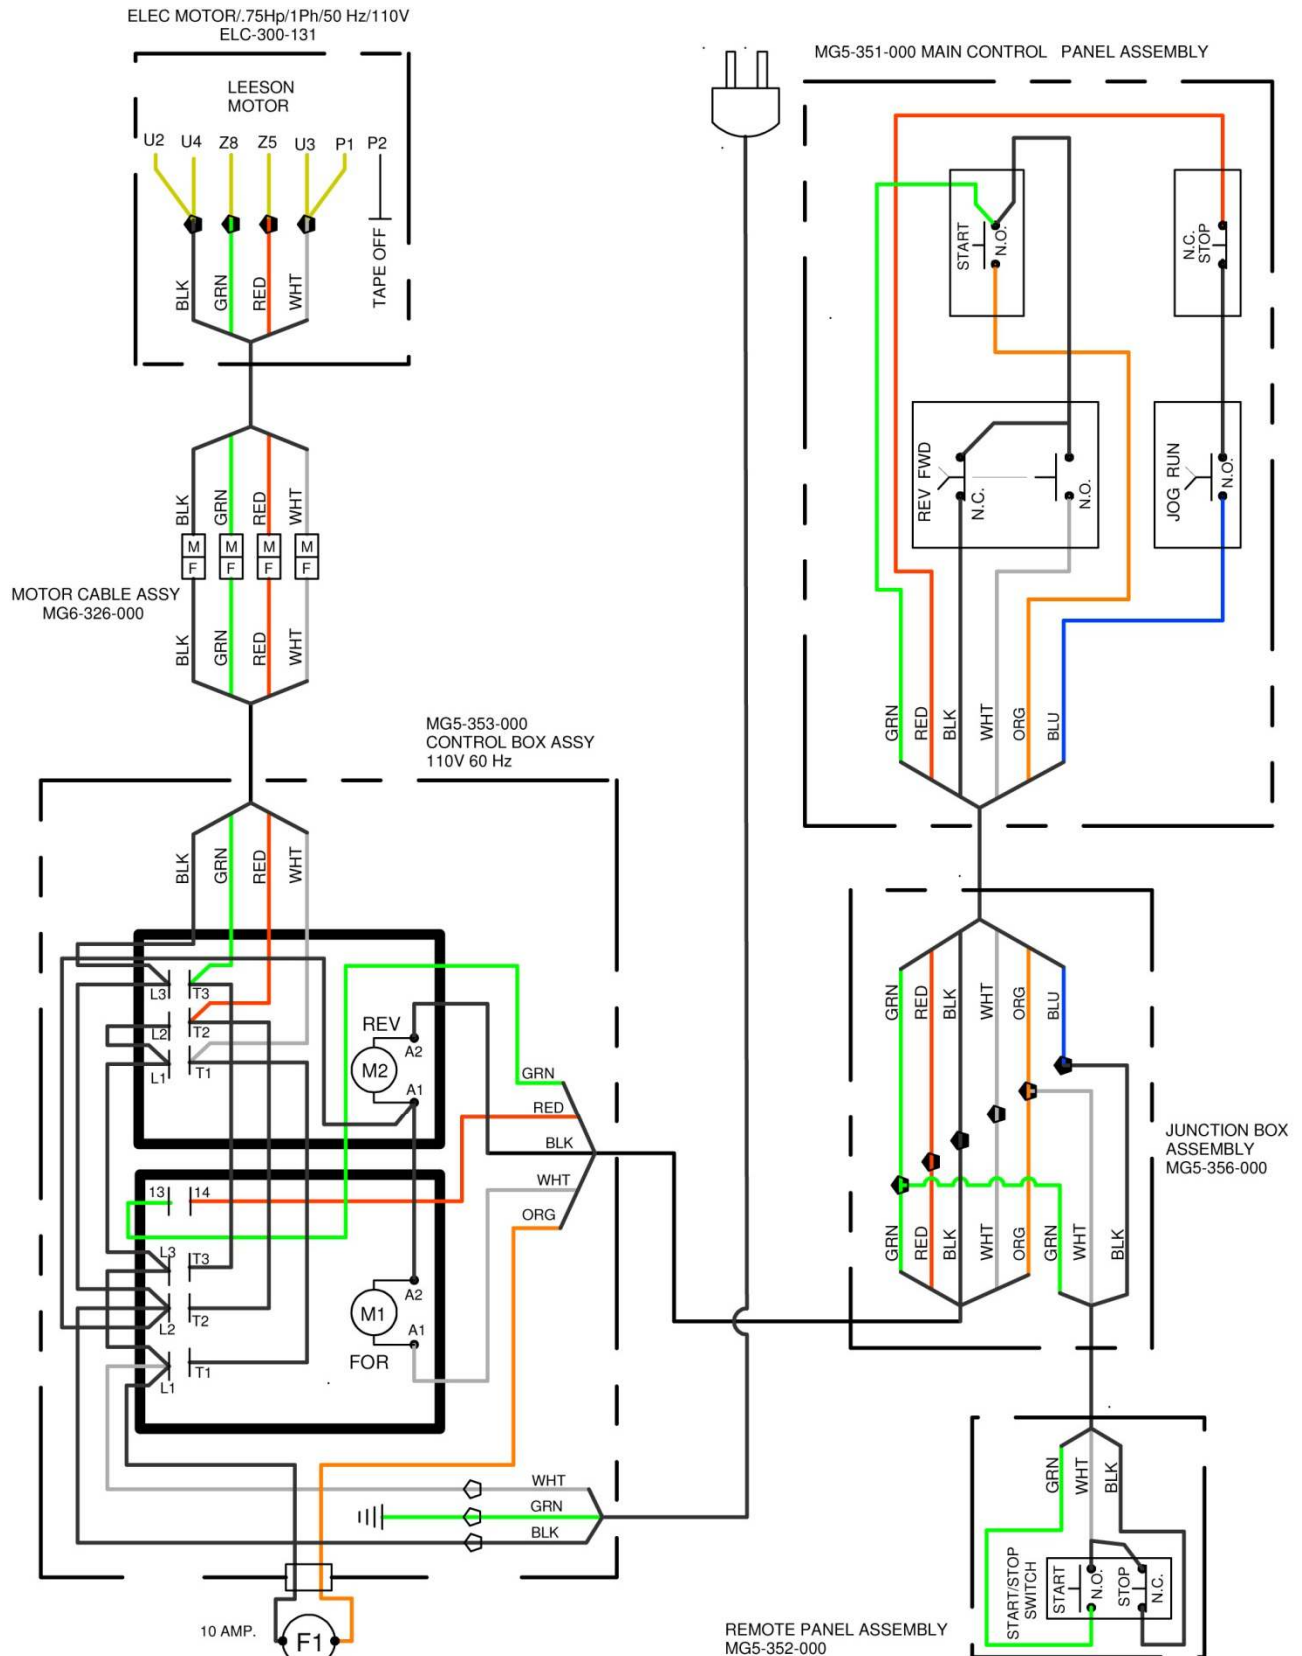 ELEC MOTOR/.75Hp/1Ph/50 Hz/110V
ELC-300-131
LEESON
MOTOR
U2 U4 Z8 Z5 U3 P1 P2
BLK GRN RED WHT TAPE OFF
BLK GRN RED WHT
M M M M
F F F F
MOTOR CABLE ASSY
MG6-326-000
BLK GRN RED WHT
MG5-353-000
CONTROL BOX ASSY
110V 60 Hz
BLK GRN RED WHT
L3 T3
L2 T2
L1 T1
REV
A2
M2
A1
13 14
L3 T3
L2 T2
L1 T1
A2
M1
A1
FOR
GRN
RED
BLK
WHT
ORG
WHT
GRN
BLK
10 AMP.
F1
MG5-351-000 MAIN CONTROL PANEL ASSEMBLY
START N.O.
N.C. STOP
REV FWD N.C. N.O.
JOG RUN N.O.
GRN RED BLK WHT ORG BLU
GRN RED BLK WHT ORG BLU
GRN RED BLK WHT ORG GRN WHT BLK
JUNCTION BOX
ASSEMBLY
MG5-356-000
GRN WHT BLK
START/STOP
SWITCH
START N.O. STOP N.C.
REMOTE PANEL ASSEMBLY
MG5-352-000